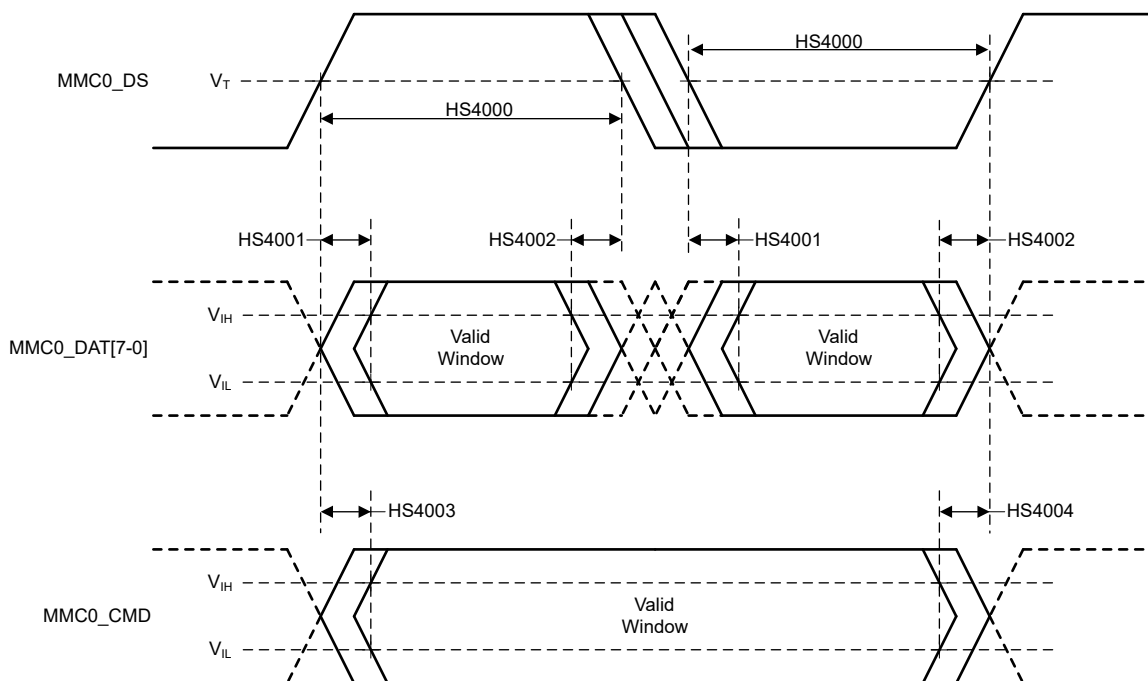 HS4000
MMC0_DS
VT
HS4000
HS4001
HS4002
HS4001
HS4002
VIH
MMC0_DAT[7-0]
Valid
Window
Valid
Window
VIL
HS4003
HS4004
VIH
MMC0_CMD
Valid
Window
VIL